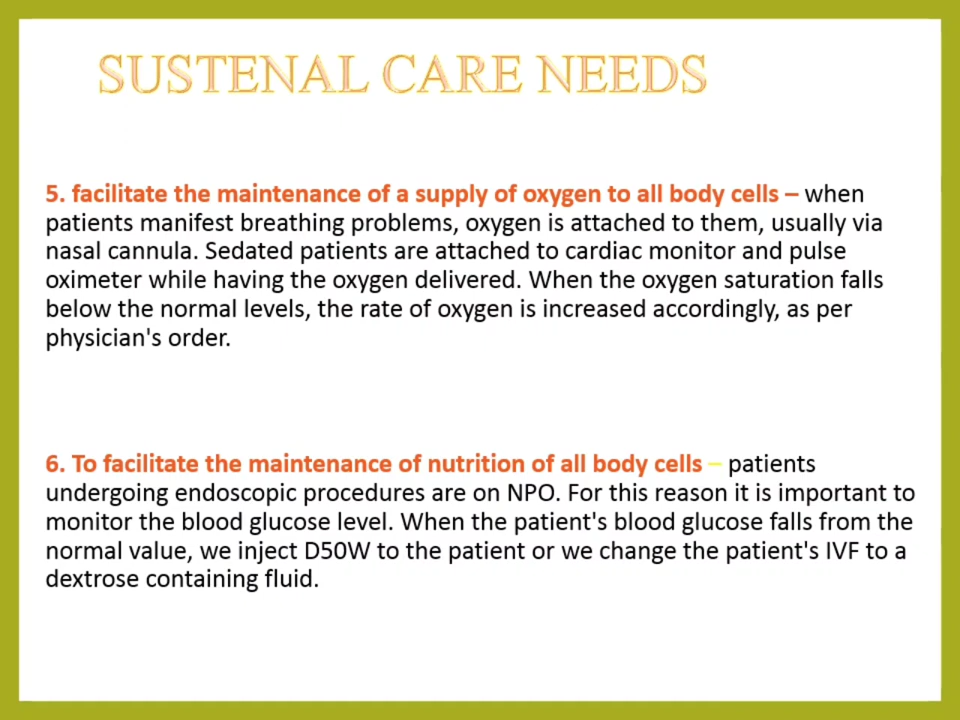 SUSTENAL CARE NEEDS
5. facilitate the maintenance of a supply of oxygen to all body cells – when
patients manifest breathing problems, oxygen is attached to them, usually via
nasal cannula. Sedated patients are attached to cardiac monitor and pulse
oximeter while having the oxygen delivered. When the oxygen saturation falls
below the normal levels, the rate of oxygen is increased accordingly, as per
physician's order.
6. To facilitate the maintenance of nutrition of all body cells – patients
undergoing endoscopic procedures are on NPO. For this reason it is important to
monitor the blood glucose level. When the patient's blood glucose falls from the
normal value, we inject D50W to the patient or we change the patient's IVF to a
dextrose containing fluid.